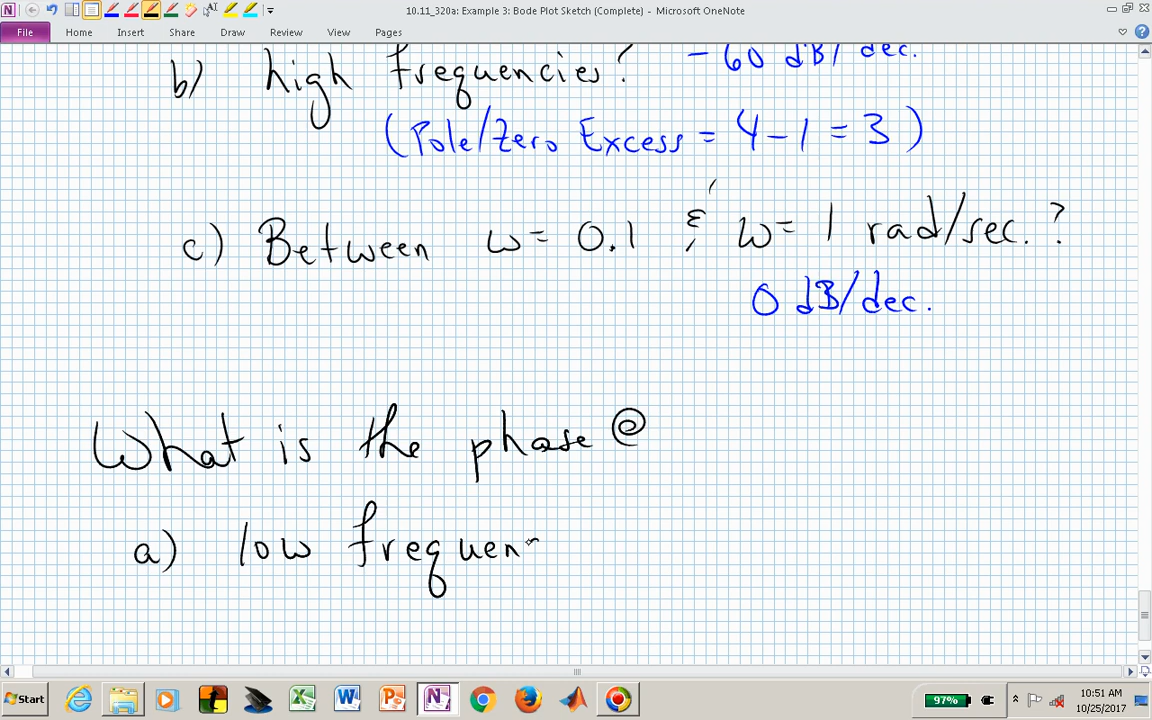 10.11_320a: Example 3: Bode Plot Sketch (Complete) - Microsoft OneNote
File Home Insert Share Draw Review View Pages
b) high frequencies? -60 dB/dec.
(Pole/Zero Excess = 4-1 = 3)
c) Between w= 0.1 & w= 1 rad/sec.?
0 dB/dec.
What is the phase @
a) low frequen
Start 97% 10:51 AM
10/25/2017